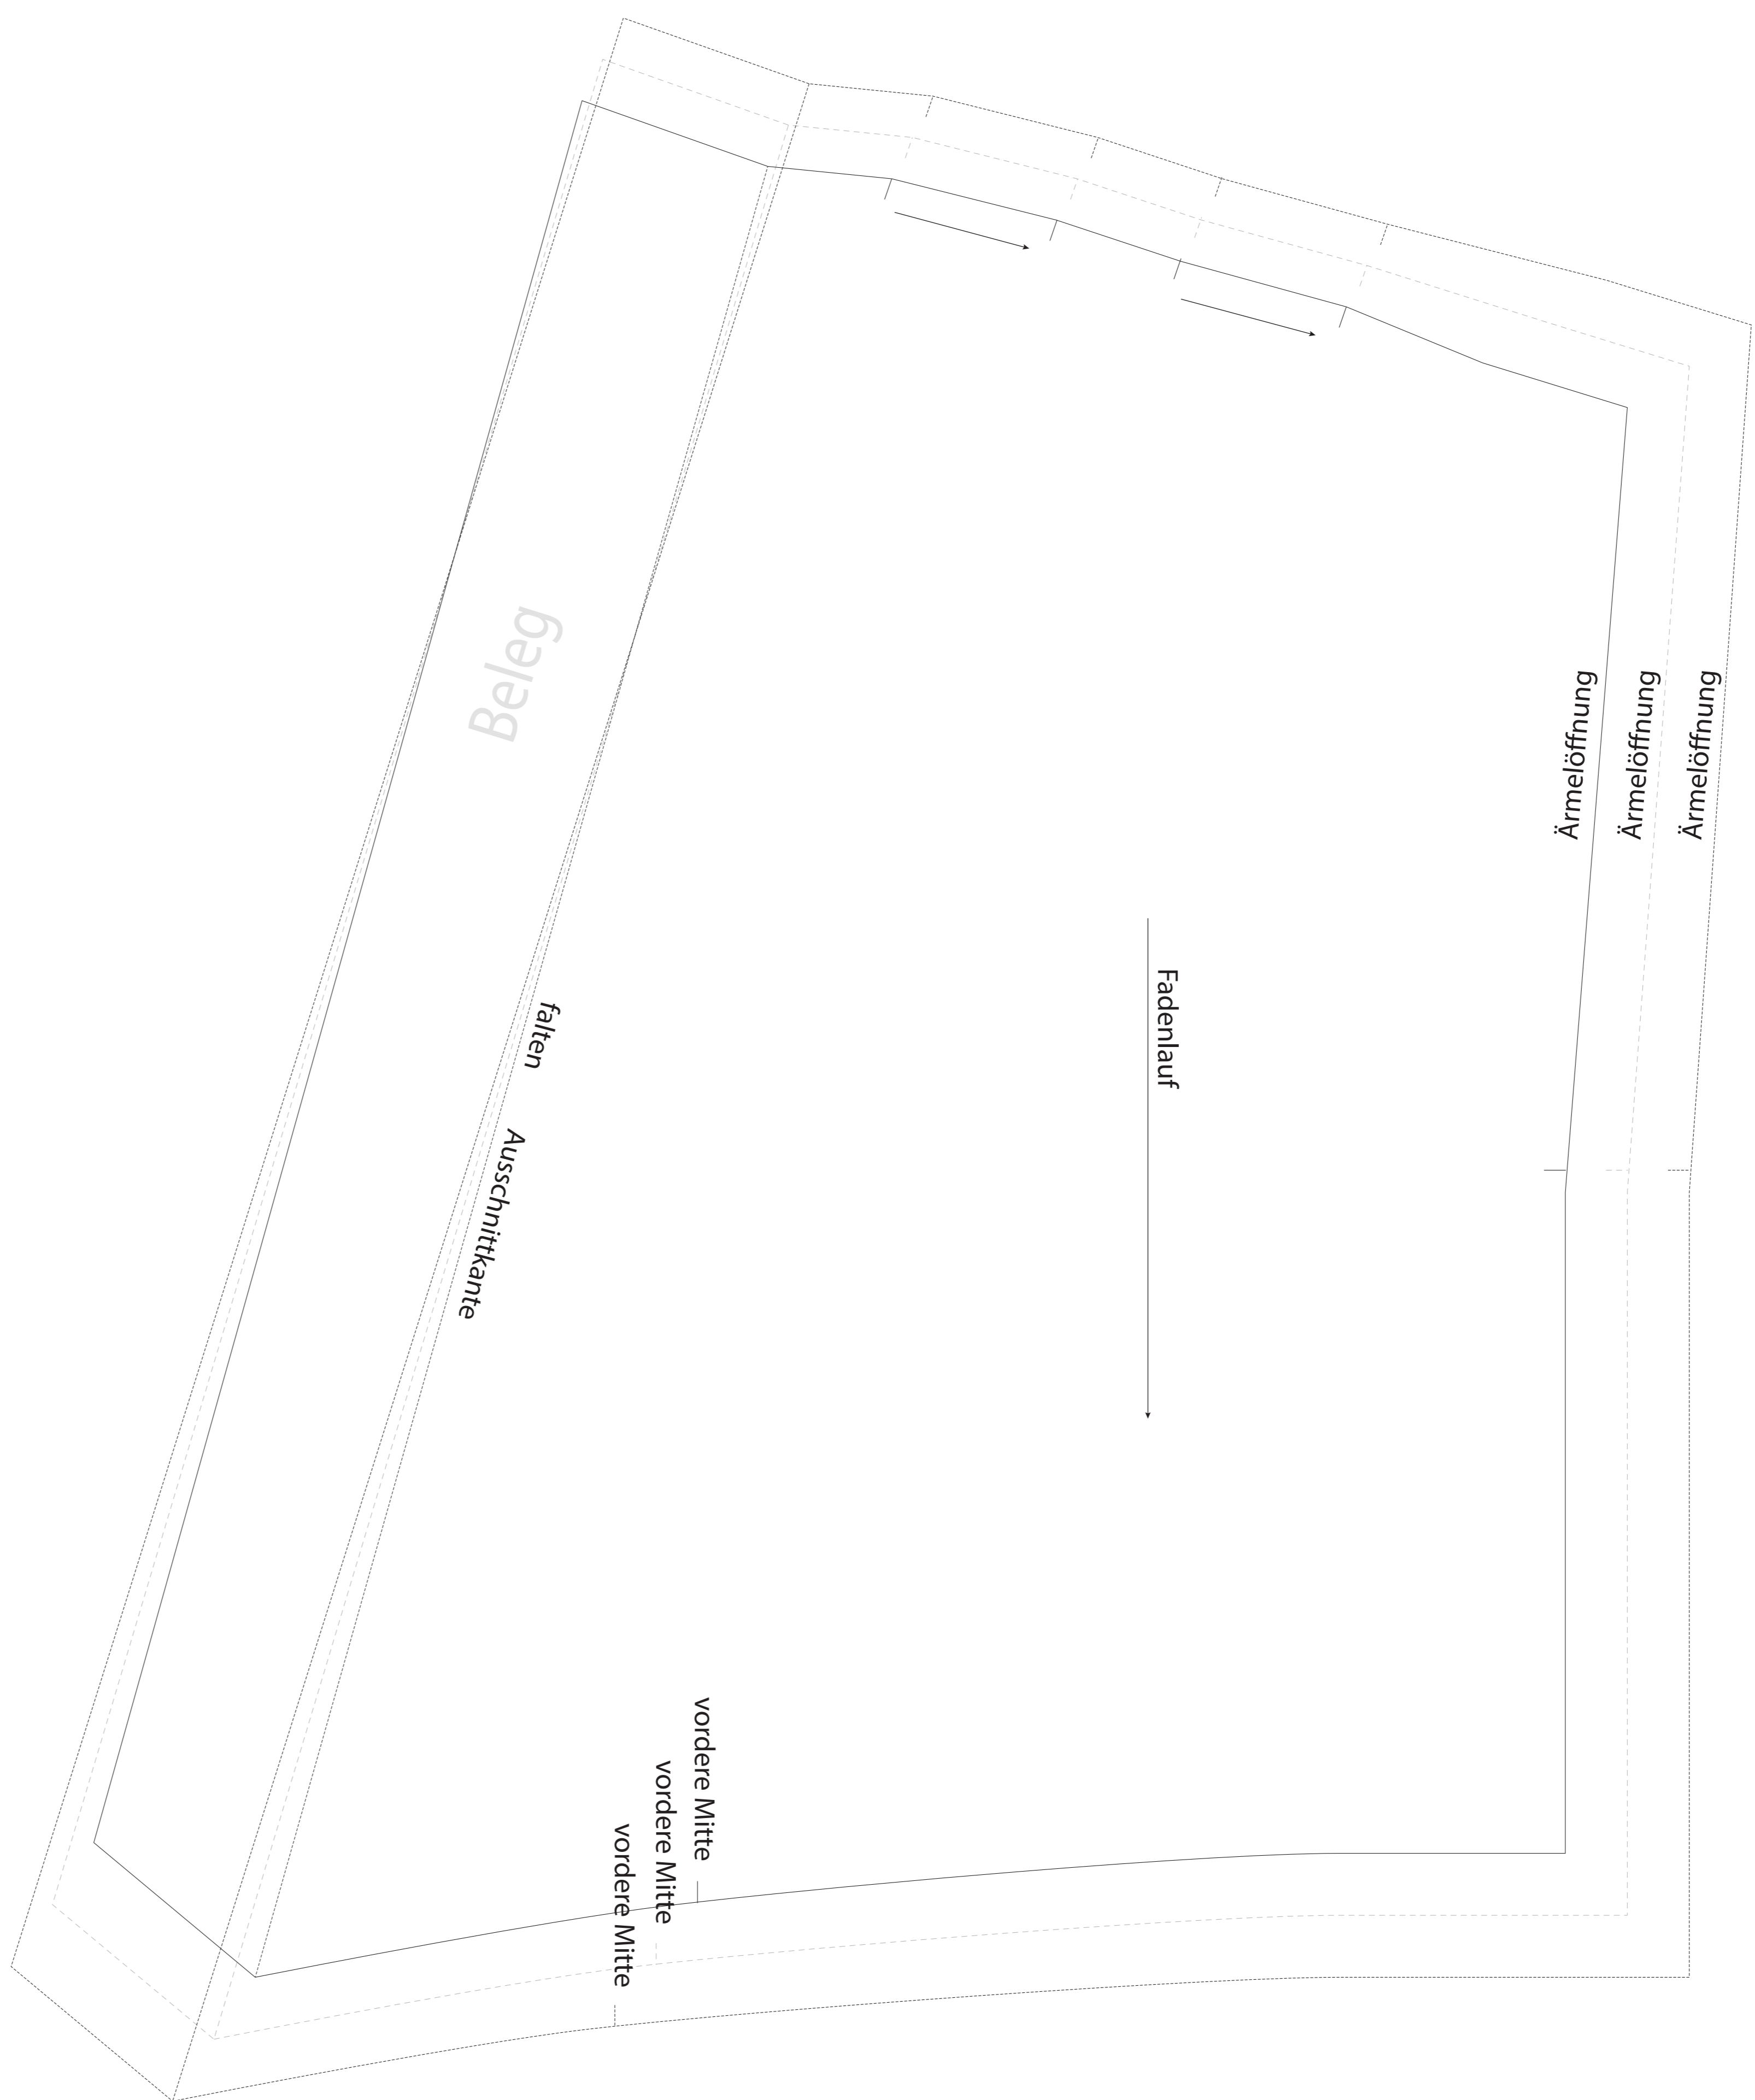 Beleg
Ärmelöffnung
Ärmelöffnung
Ärmelöffnung
Fadenlauf
falten
Ausschnittkante
vordere Mitte
vordere Mitte
vordere Mitte